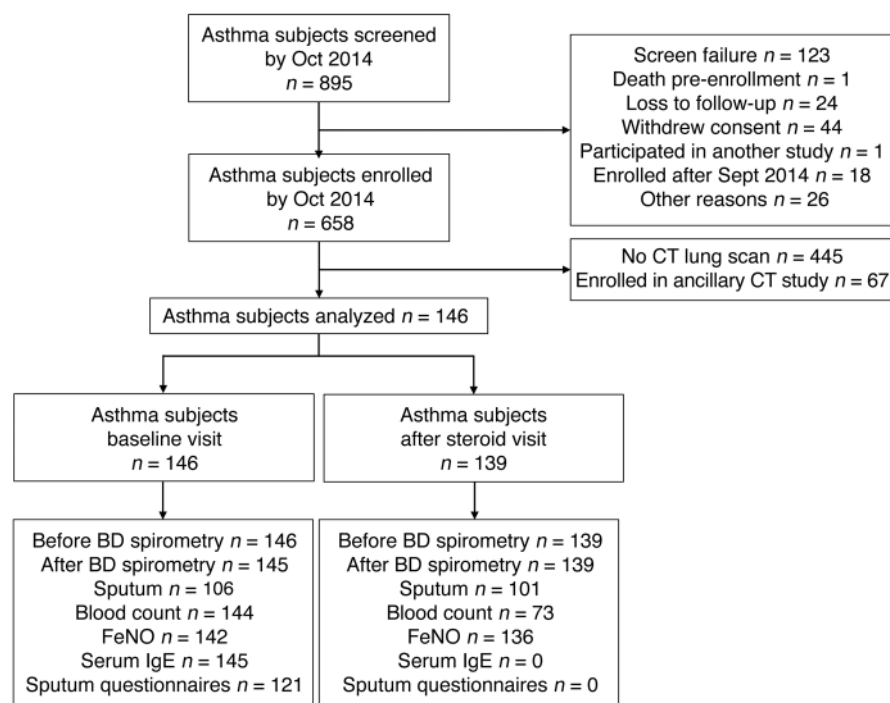 Asthma subjects screened
by Oct 2014
n = 895
Screen failure n = 123
Death pre-enrollment n = 1
Loss to follow-up n = 24
Withdrew consent n = 44
Participated in another study n = 1
Enrolled after Sept 2014 n = 18
Other reasons n = 26
Asthma subjects enrolled
by Oct 2014
n = 658
No CT lung scan n = 445
Enrolled in ancillary CT study n = 67
Asthma subjects analyzed n = 146
Asthma subjects
baseline visit
n = 146
Asthma subjects
after steroid visit
n = 139
Before BD spirometry n = 146
After BD spirometry n = 145
Sputum n = 106
Blood count n = 144
FeNO n = 142
Serum IgE n = 145
Sputum questionnaires n = 121
Before BD spirometry n = 139
After BD spirometry n = 139
Sputum n = 101
Blood count n = 73
FeNO n = 136
Serum IgE n = 0
Sputum questionnaires n = 0